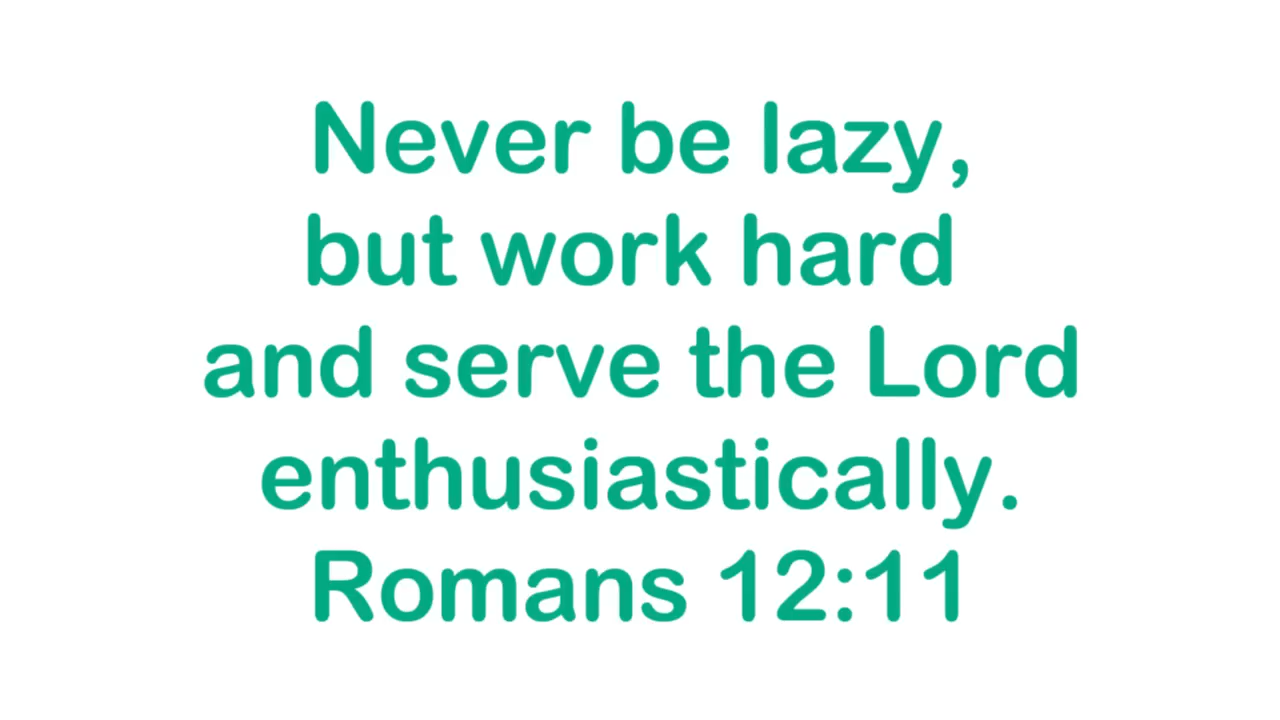 Never be lazy,
but work hard
and serve the Lord
enthusiastically.
Romans 12:11